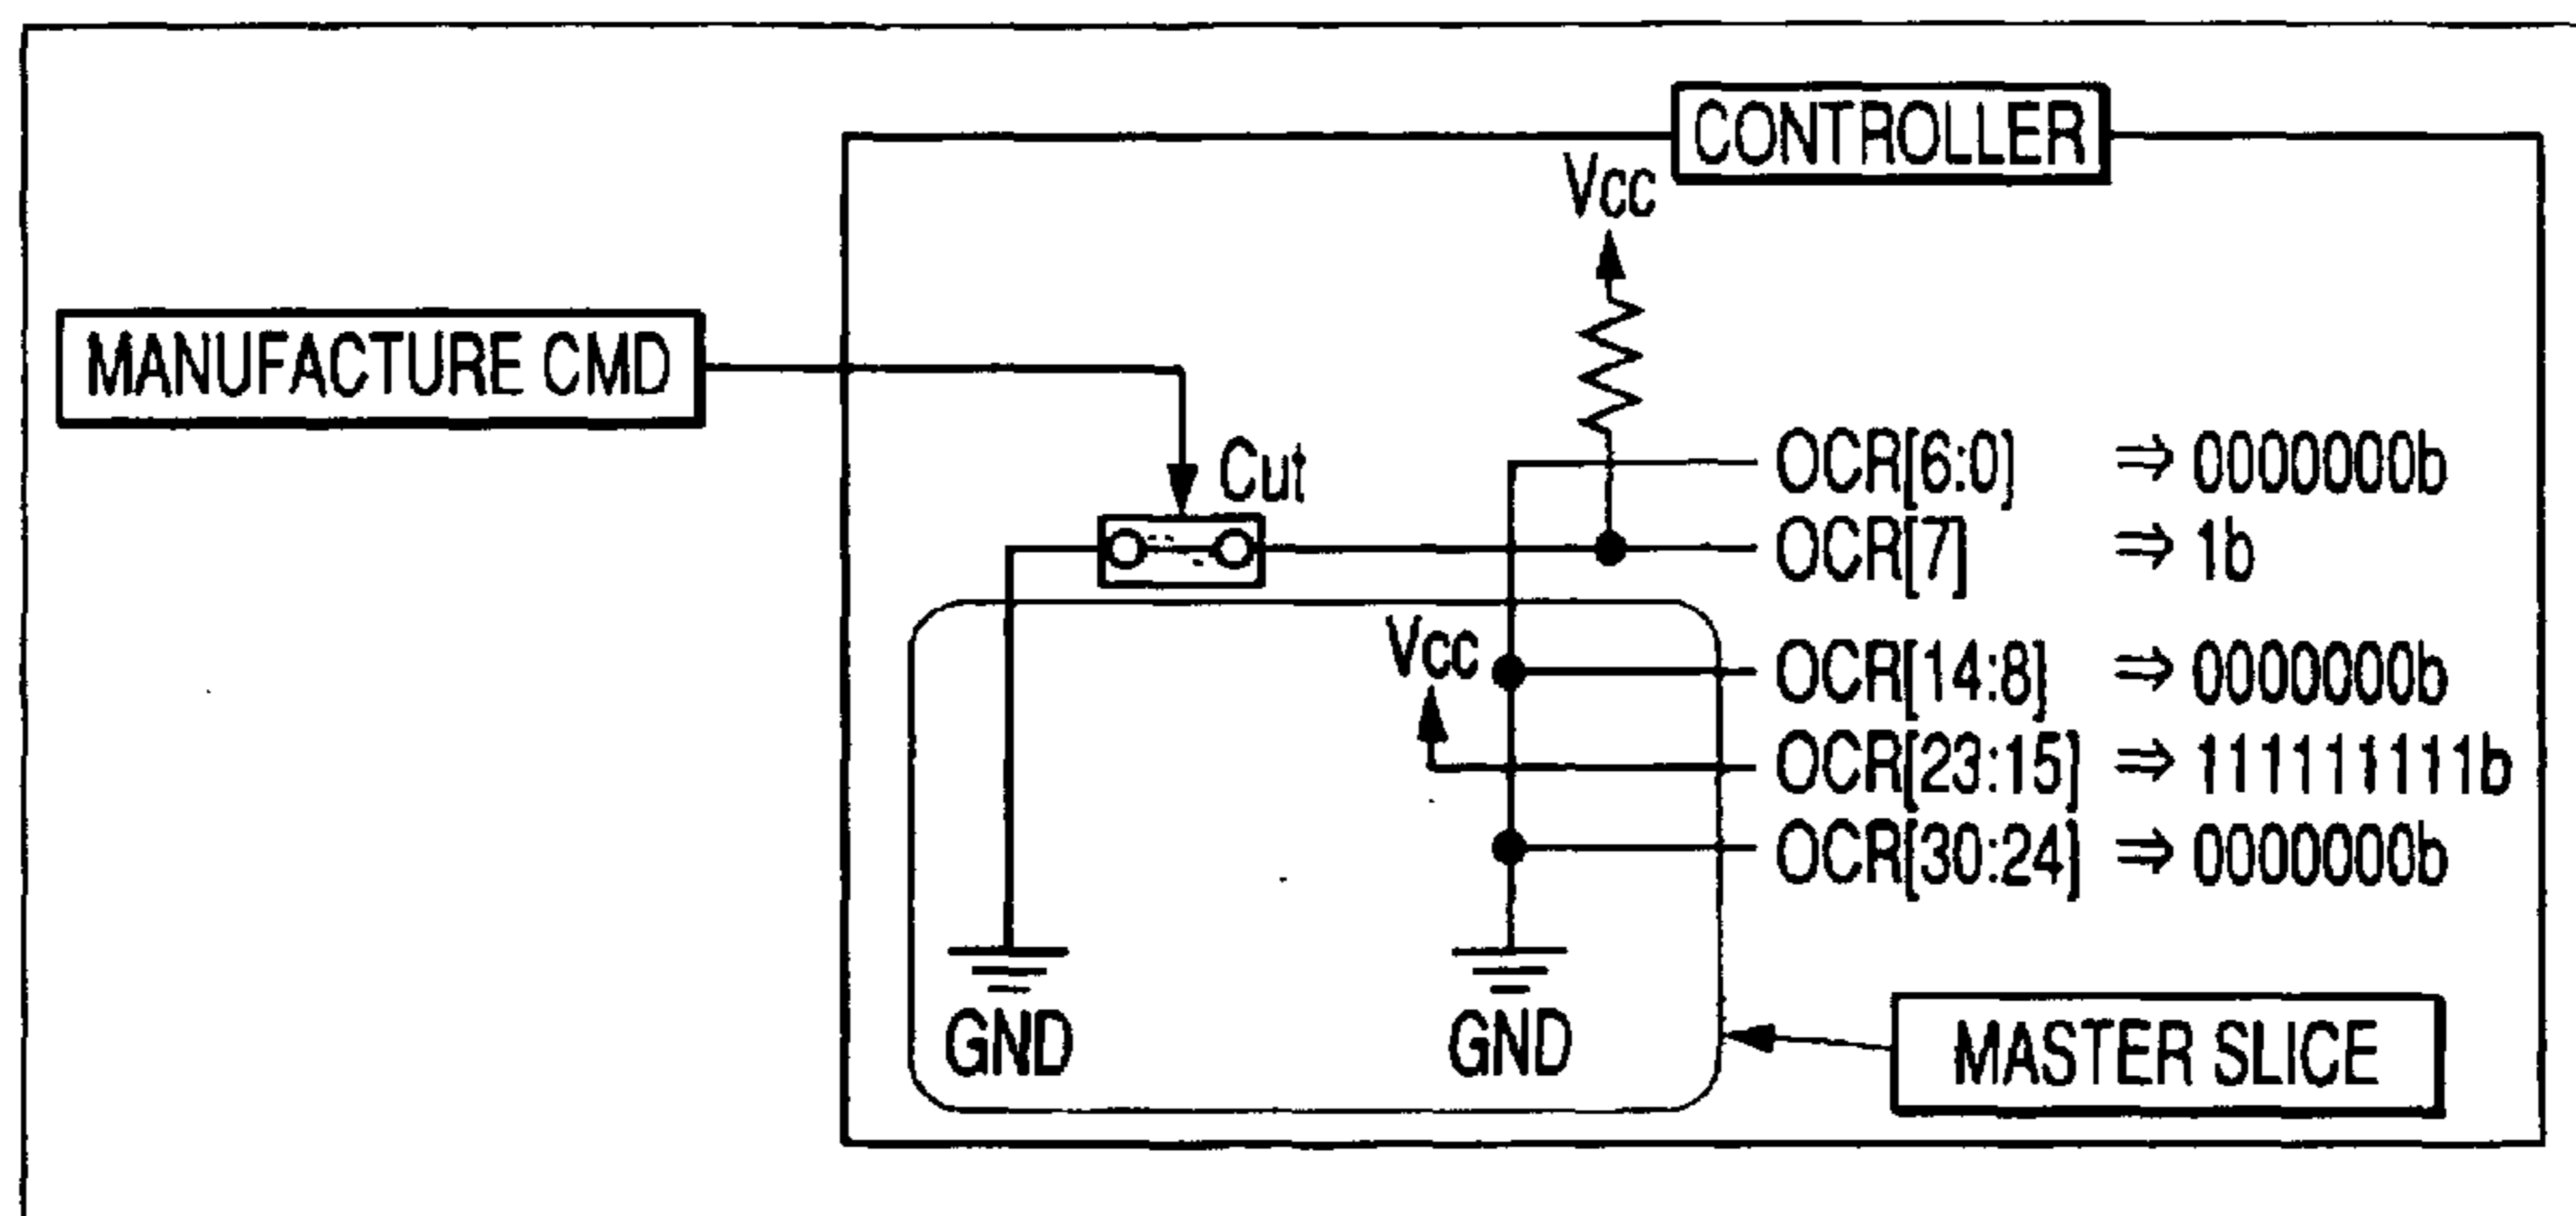 CONTROLLER
Vcc
MANUFACTURE CMD
Cut
OCR[6:0] ⇒ 0000000b
OCR[7] ⇒ 1b
Vcc
OCR[14:8] ⇒ 0000000b
OCR[23:15] ⇒ 111111111b
OCR[30:24] ⇒ 0000000b
GND
GND
MASTER SLICE